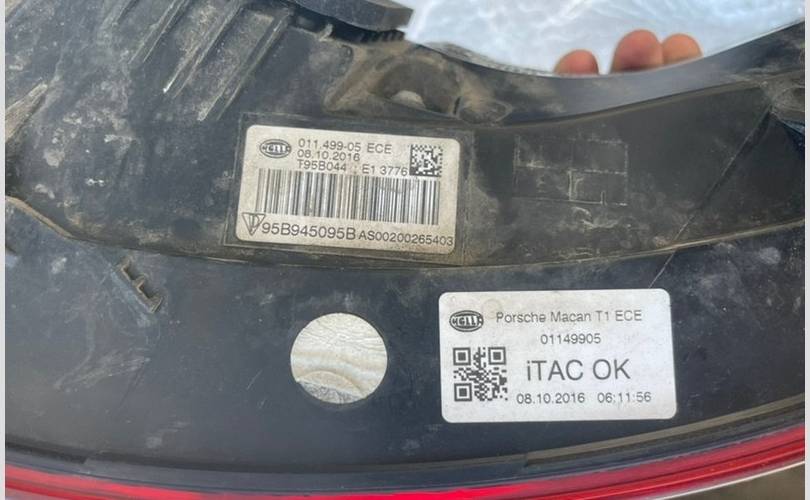 HELLA
011.499-05 ECE
08.10.2016
T95B044 E1 3776
95B945095B AS00200265403
HELLA
Porsche Macan T1 ECE
01149905
iTAC OK
08.10.2016 06:11:56